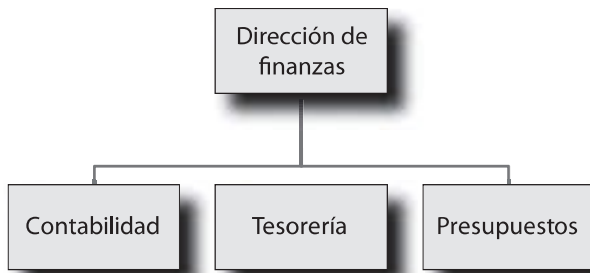 Dirección de
finanzas
Contabilidad
Tesorería
Presupuestos